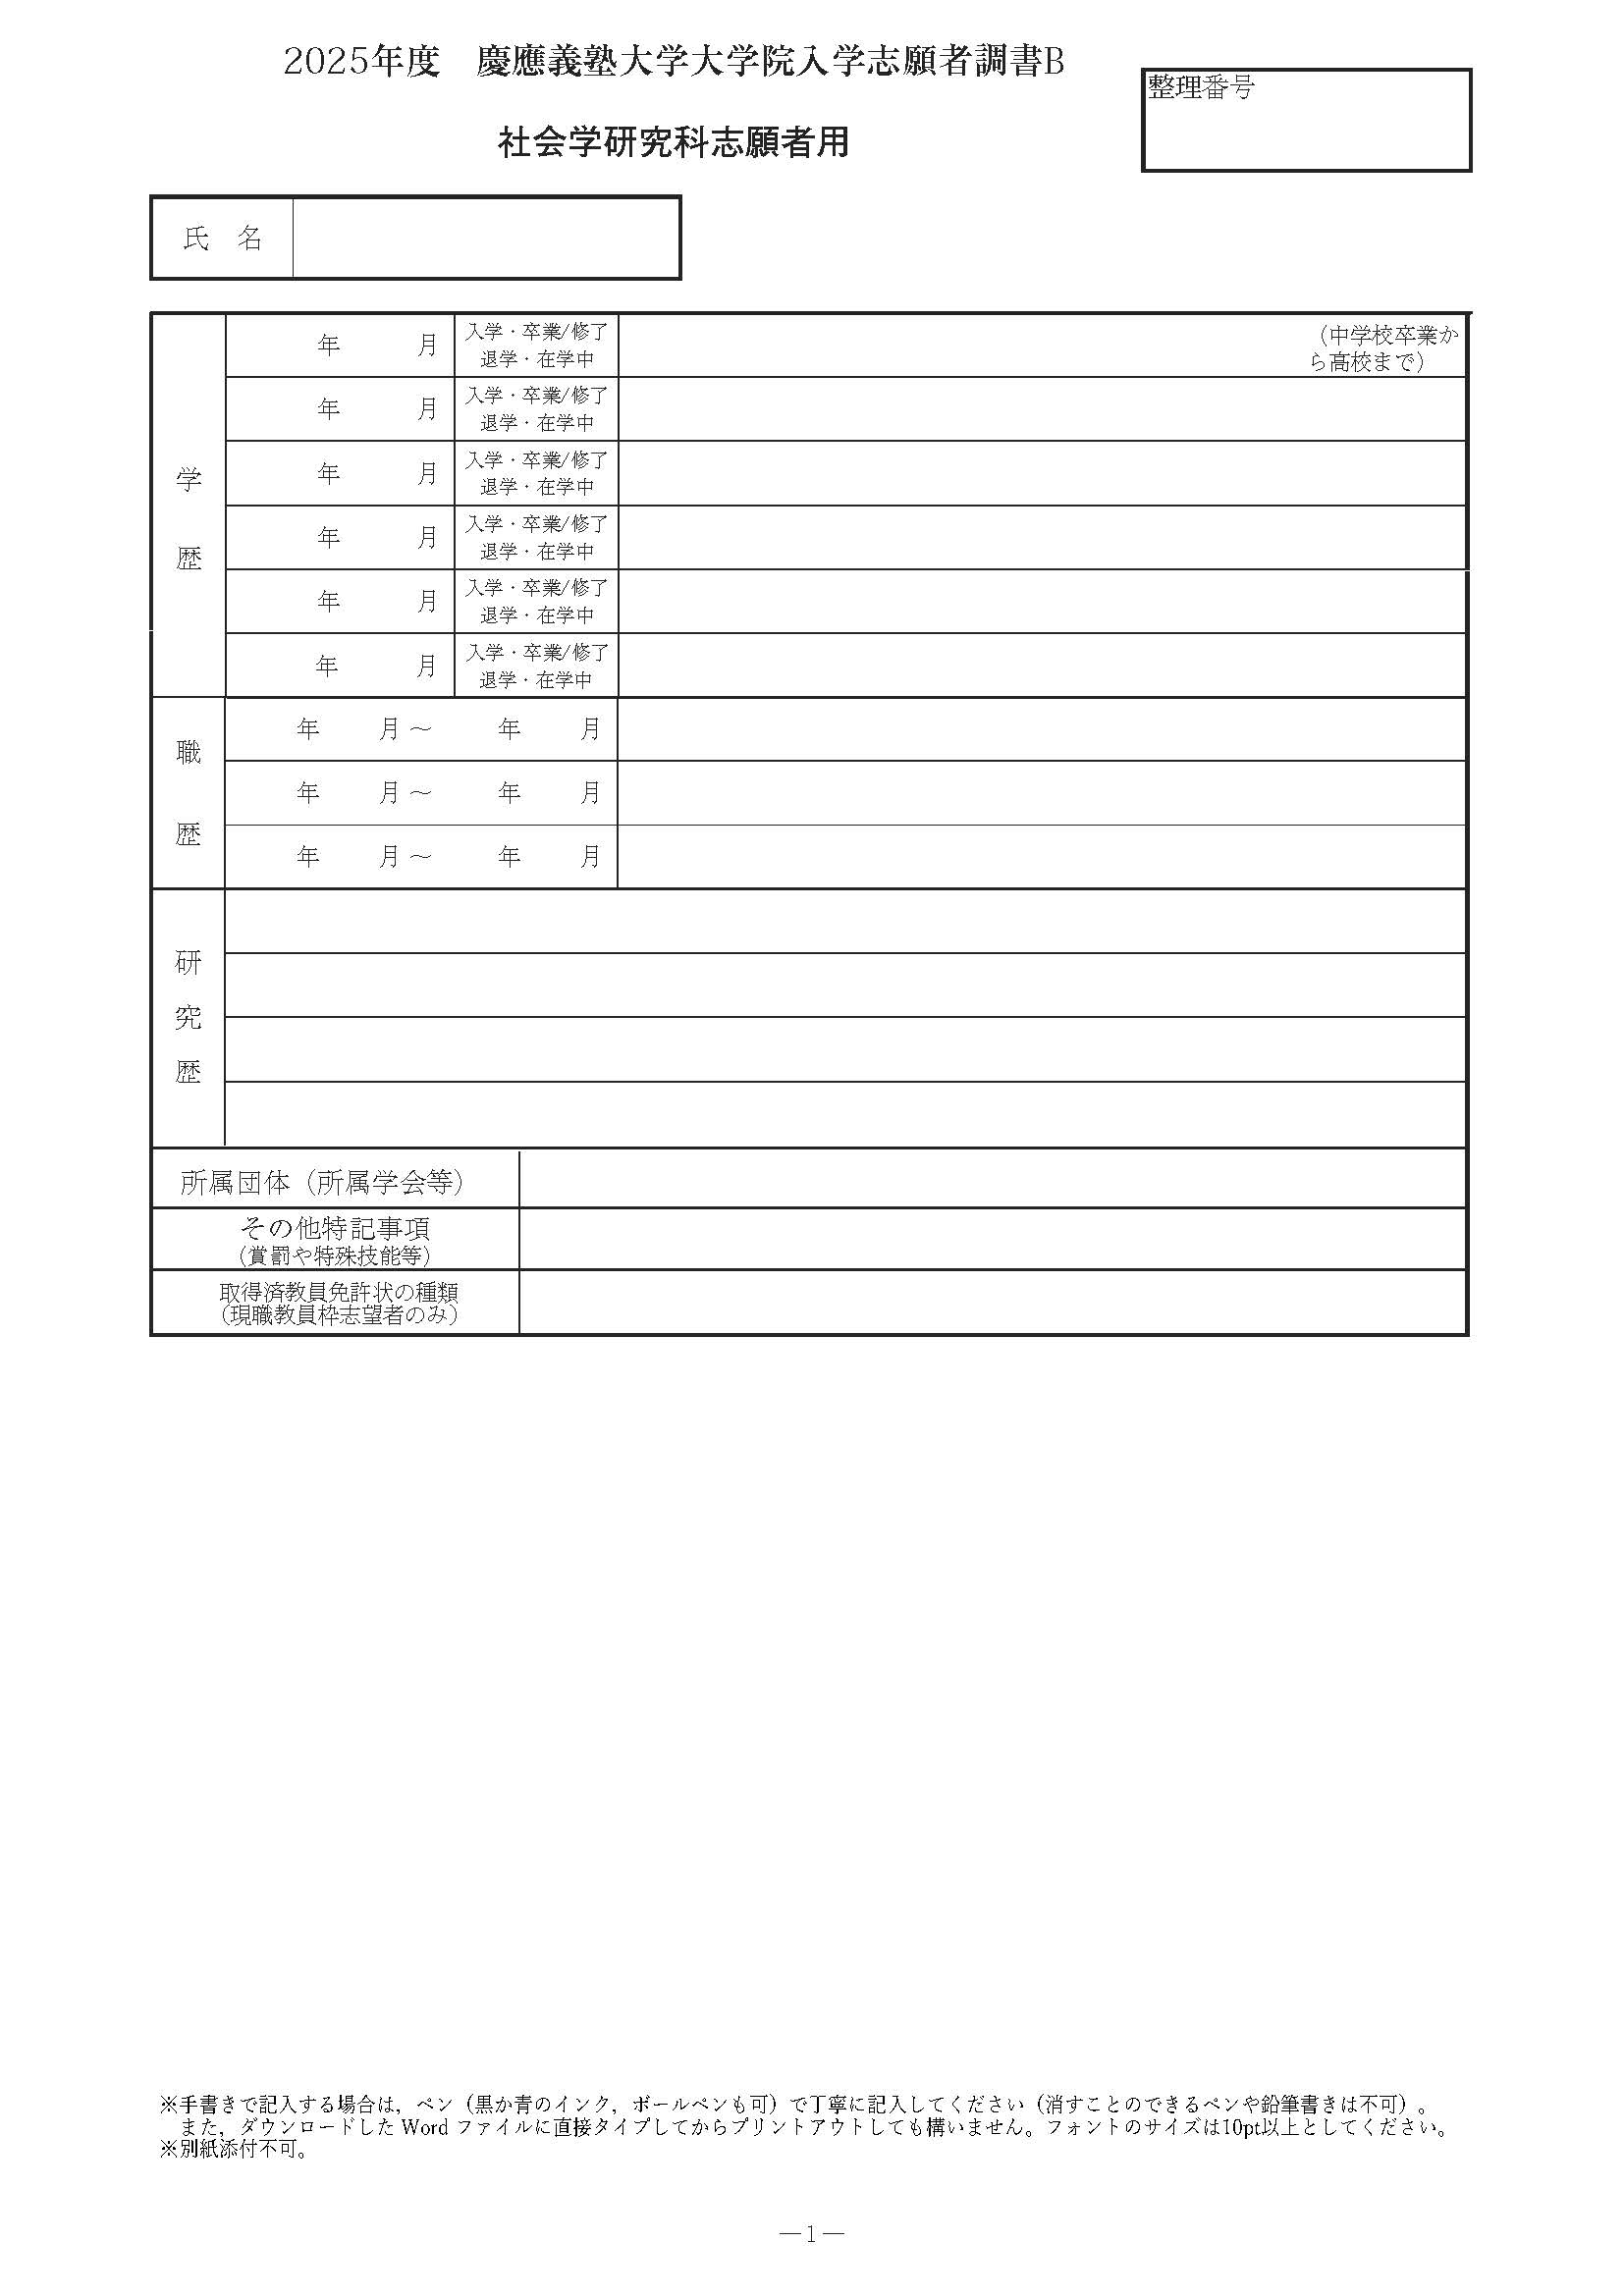 2025年度　慶應義塾大学大学院入学志願者調書B
整理番号
社会学研究科志願者用
氏　名
学歴
年　月　入学・卒業/修了　（中学校卒業か
退学・在学中　ら高校まで）
年　月　入学・卒業/修了
退学・在学中
年　月　入学・卒業/修了
退学・在学中
年　月　入学・卒業/修了
退学・在学中
年　月　入学・卒業/修了
退学・在学中
年　月　入学・卒業/修了
退学・在学中
職歴
年　月～　年　月
年　月～　年　月
年　月～　年　月
研究歴
所属団体（所属学会等）
その他特記事項
（賞罰や特殊技能等）
取得済教員免許状の種類
（現職教員枠志望者のみ）
※手書きで記入する場合は，ペン（黒か青のインク，ボールペンも可）で丁寧に記入してください（消すことのできるペンや鉛筆書きは不可）。
また，ダウンロードした Word ファイルに直接タイプしてからプリントアウトしても構いません。フォントのサイズは10pt以上としてください。
※別紙添付不可。
―1―